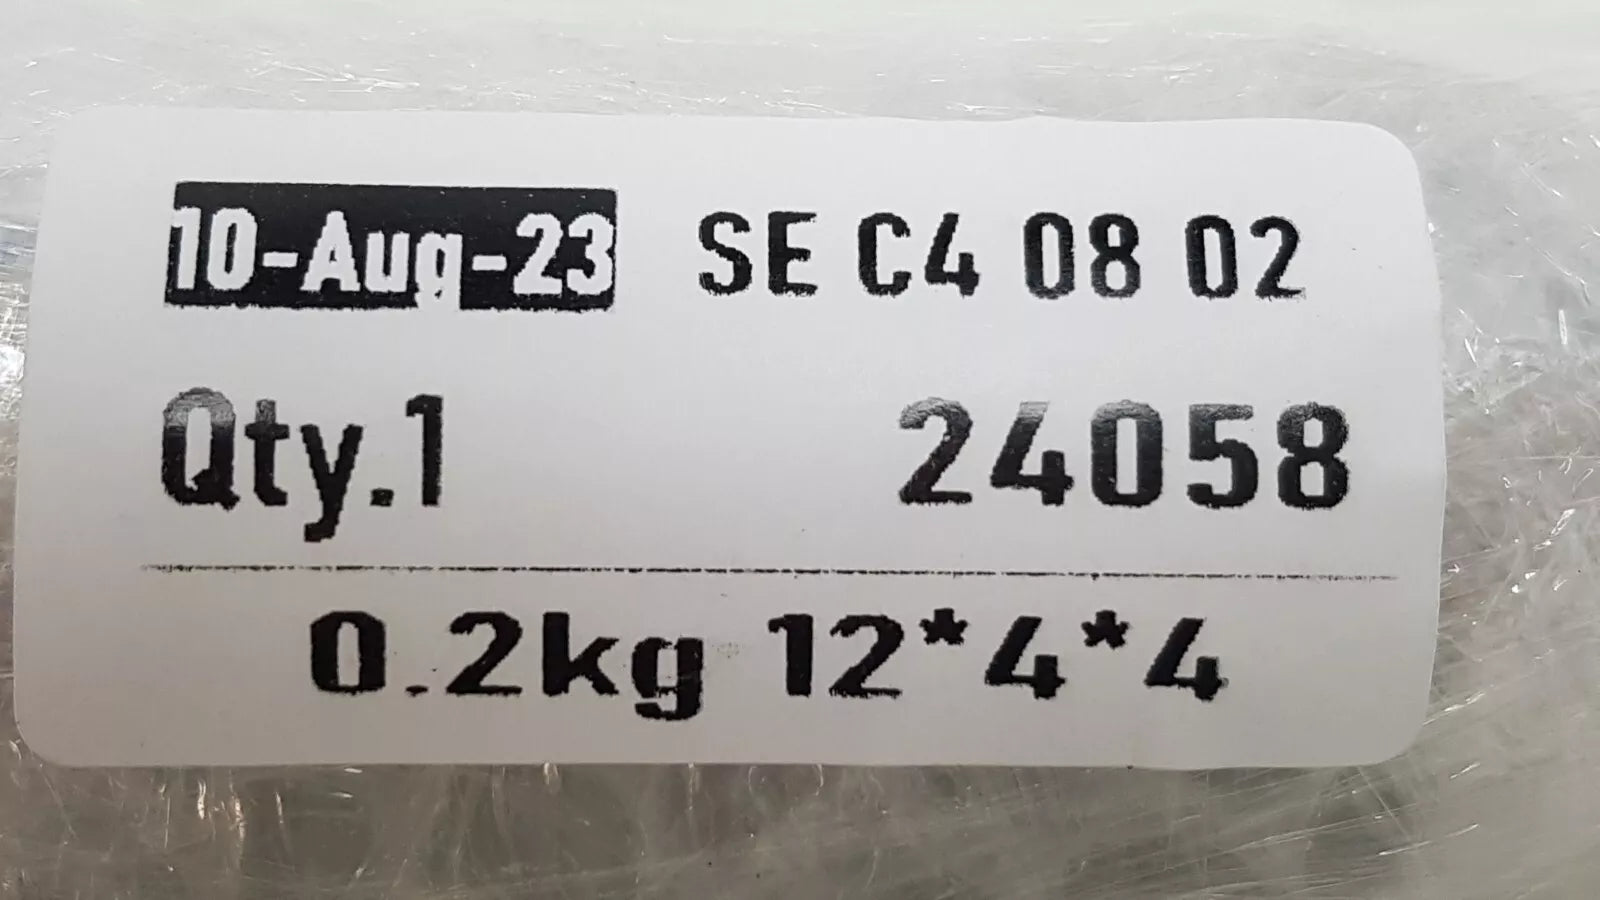 10-Aug-23 SE C4 08 02
Qty.1 24058
0.2kg 12*4*4